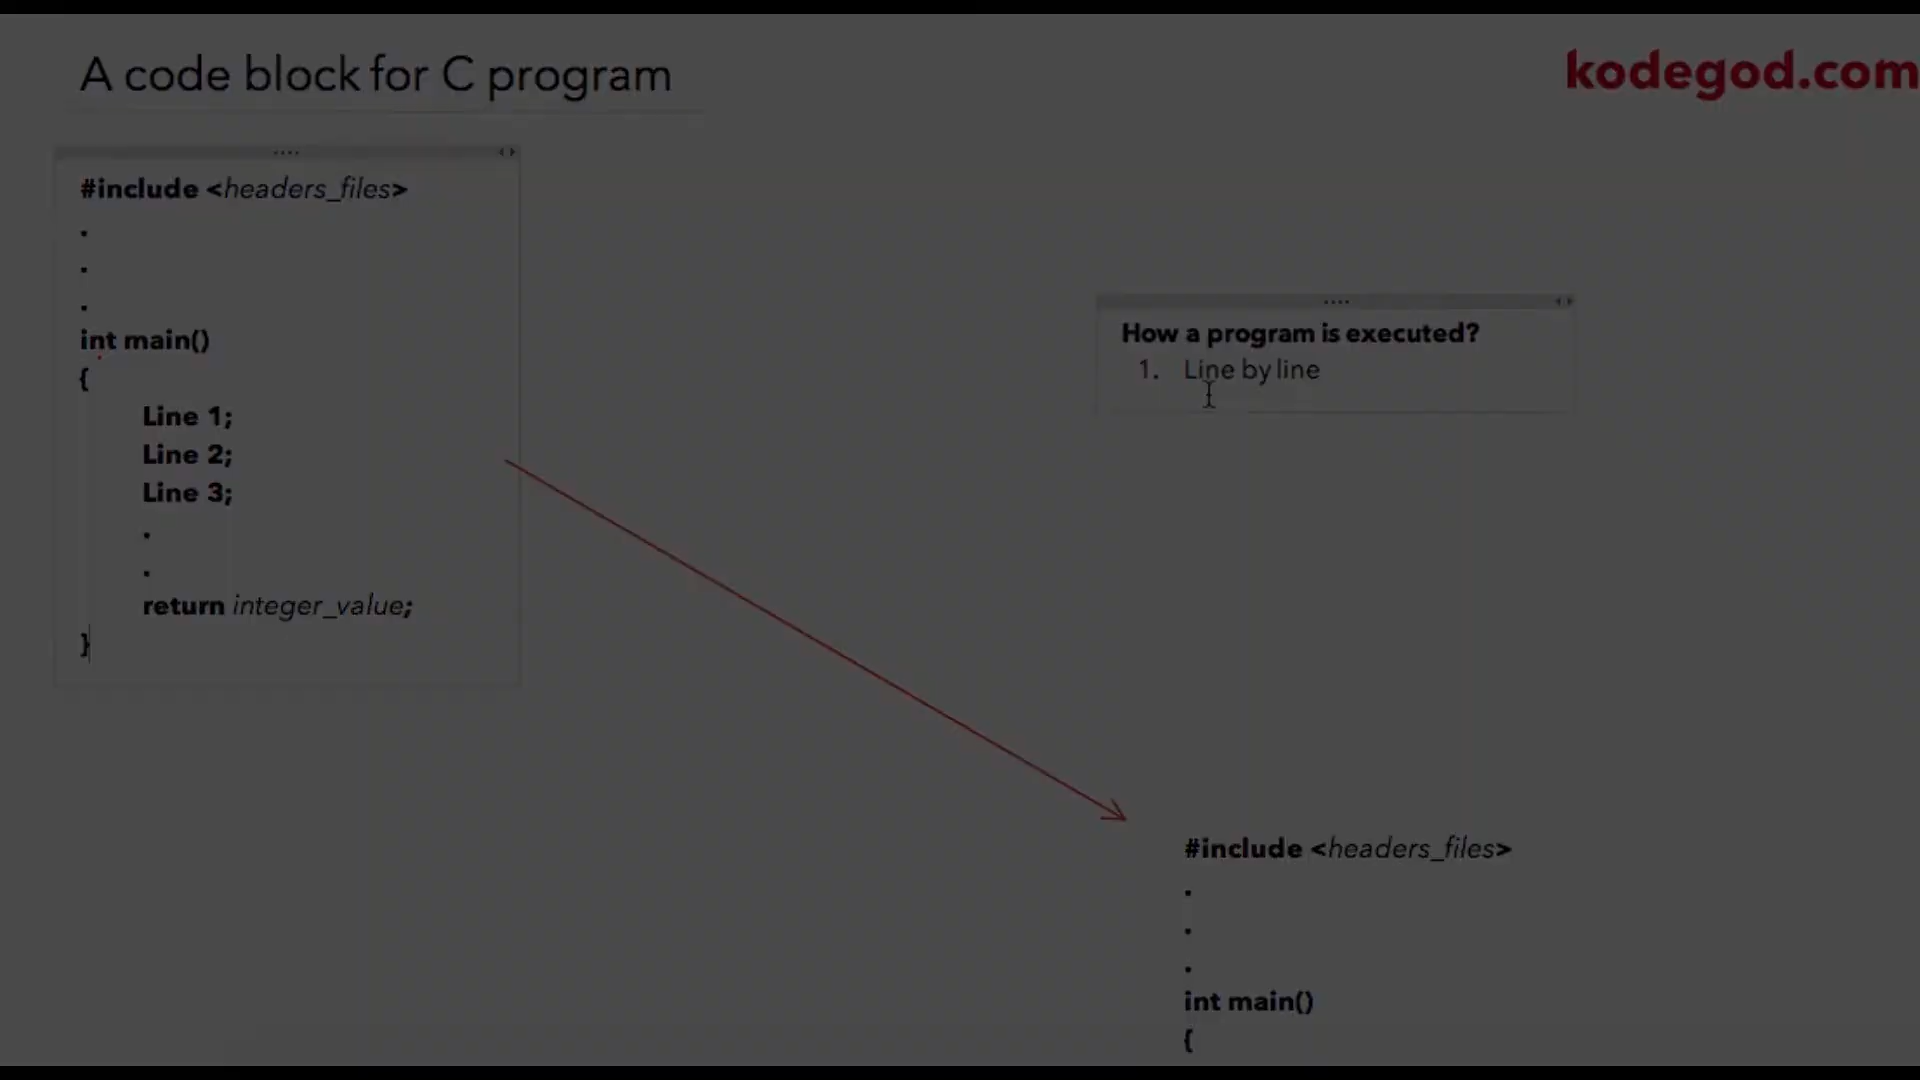 A code block for C program
kodegod.com
#include <headers_files>
.
.
.
int main()
{
Line 1;
Line 2;
Line 3;
.
.
return integer_value;
}
How a program is executed?
1. Line by line
#include <headers_files>
.
.
.
int main()
{